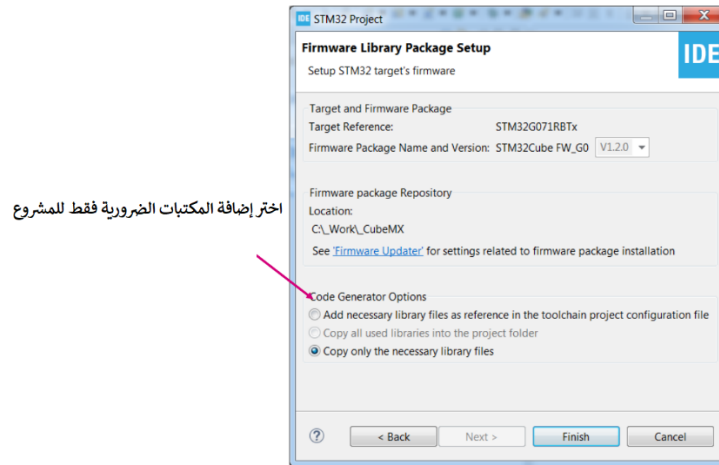 STM32 Project
Firmware Library Package Setup
Setup STM32 target's firmware
IDE
Target and Firmware Package
Target Reference: STM32G071RBTx
Firmware Package Name and Version: STM32Cube FW_G0 V1.2.0
Firmware package Repository
Location:
C:\_Work\_CubeMX
See 'Firmware Updater' for settings related to firmware package installation
اختر إضافة المكتبات الضرورية فقط للمشروع
Code Generator Options
Add necessary library files as reference in the toolchain project configuration file
Copy all used libraries into the project folder
Copy only the necessary library files
? < Back Next > Finish Cancel